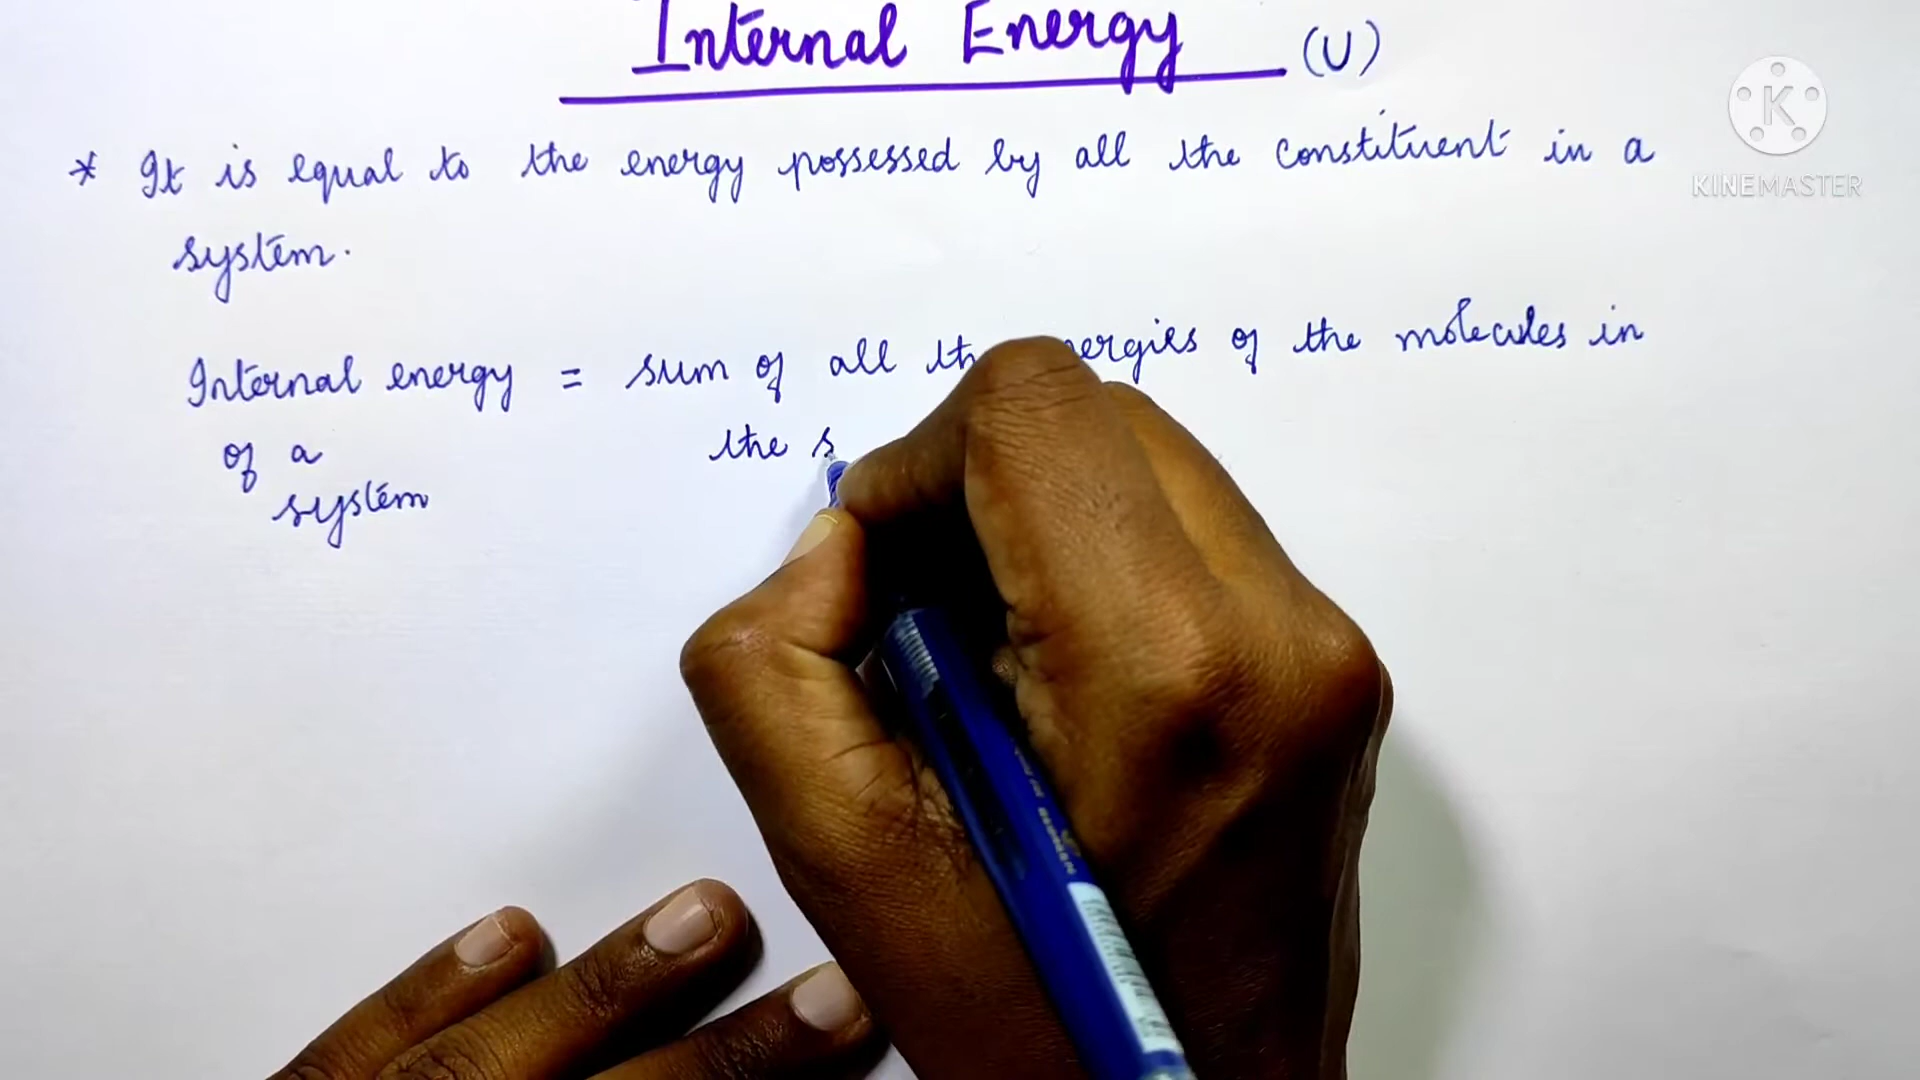 Internal Energy (U)
* It is equal to the energy possessed by all the constituent in a
system.
Internal energy = sum of all of the molecules in
of a the s
system
K
KINEMASTER